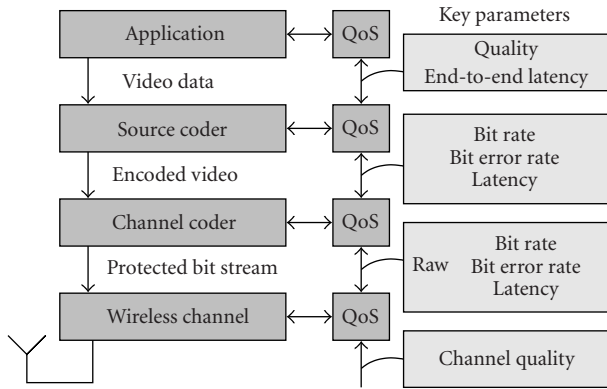 Key parameters
Application
QoS
Quality
End-to-end latency
Video data
Source coder
QoS
Bit rate
Bit error rate
Latency
Encoded video
Channel coder
QoS
Raw
Bit rate
Bit error rate
Latency
Protected bit stream
Wireless channel
QoS
Channel quality